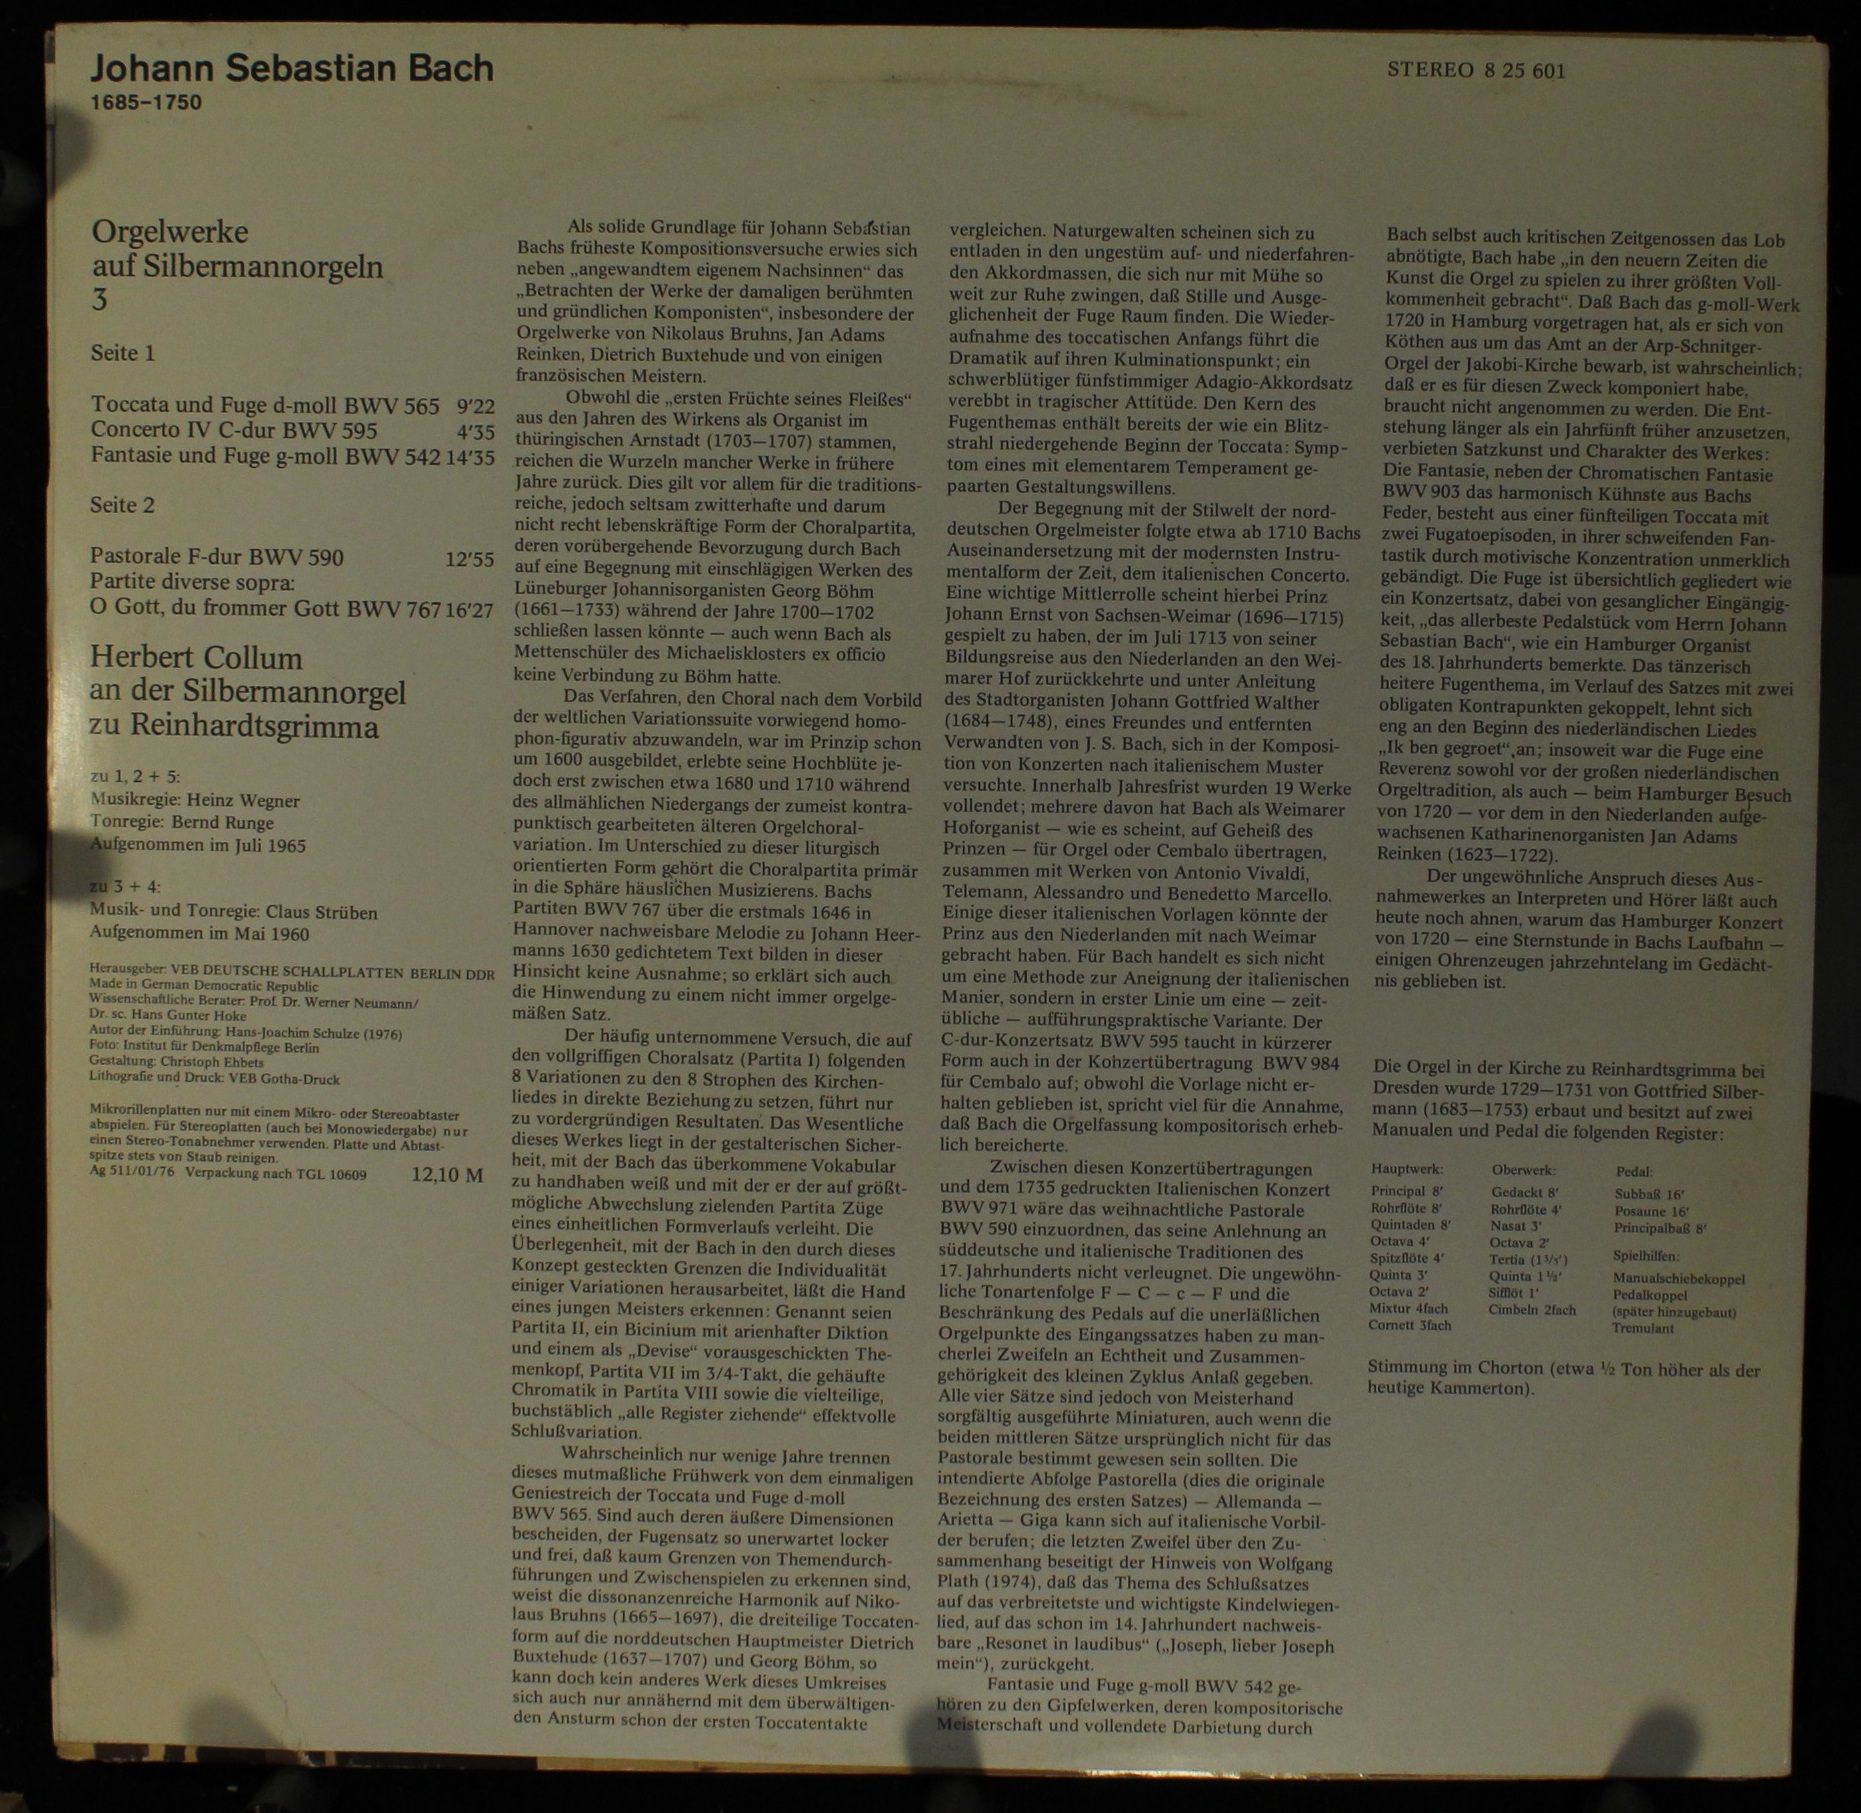 Johann Sebastian Bach
1685–1750
STEREO 8 25 601
Orgelwerke
auf Silbermannorgeln
3
Seite 1
Toccata und Fuge d-moll BWV 565 9′22
Concerto IV C-dur BWV 595 4′35
Fantasie und Fuge g-moll BWV 542 14′35
Seite 2
Pastorale F-dur BWV 590 12′55
Partite diverse sopra:
O Gott, du frommer Gott BWV 767 16′27
Herbert Collum
an der Silbermannorgel
zu Reinhardtsgrimma
zu 1, 2 + 5:
Musikregie: Heinz Wegner
Tonregie: Bernd Runge
Aufgenommen im Juli 1965
zu 3 + 4:
Musik- und Tonregie: Claus Strüben
Aufgenommen im Mai 1960
Herausgeber: VEB DEUTSCHE SCHALLPLATTEN BERLIN DDR
Made in German Democratic Republic
Wissenschaftliche Berater: Prof. Dr. Werner Neumann/
Dr. sc. Hans Gunter Hoke
Autor der Einführung: Hans-Joachim Schulze (1976)
Foto: Institut für Denkmalpflege Berlin
Gestaltung: Christoph Ehbets
Lithografie und Druck: VEB Gotha-Druck
Mikrorillenplatten nur mit einem Mikro- oder Stereoabtaster
abspielen. Für Stereoplatten (auch bei Monowiedergabe) nur
einen Stereo-Tonabnehmer verwenden. Platte und Abtast-
spitze stets von Staub reinigen.
Ag 511/01/76 Verpackung nach TGL 10609 12,10 M
Als solide Grundlage für Johann Sebastian
Bachs früheste Kompositionsversuche erwies sich
neben „angewandtem eigenem Nachsinnen“ das
„Betrachten der Werke der damaligen berühmten
und gründlichen Komponisten“, insbesondere der
Orgelwerke von Nikolaus Bruhns, Jan Adams
Reinken, Dietrich Buxtehude und von einigen
französischen Meistern.
Obwohl die „ersten Früchte seines Fleißes“
aus den Jahren des Wirkens als Organist im
thüringischen Arnstadt (1703—1707) stammen,
reichen die Wurzeln mancher Werke in frühere
Jahre zurück. Dies gilt vor allem für die traditions-
reiche, jedoch seltsam zwitterhafte und darum
nicht recht lebenskräftige Form der Choralpartita,
deren vorübergehende Bevorzugung durch Bach
auf eine Begegnung mit einschlägigen Werken des
Lüneburger Johannisorganisten Georg Böhm
(1661—1733) während der Jahre 1700—1702
schließen lassen könnte — auch wenn Bach als
Mettenschüler des Michaelisklosters ex officio
keine Verbindung zu Böhm hatte.
Das Verfahren, den Choral nach dem Vorbild
der weltlichen Variationssuite vorwiegend homo-
phon-figurativ abzuwandeln, war im Prinzip schon
um 1600 ausgebildet, erlebte seine Hochblüte je-
doch erst zwischen etwa 1680 und 1710 während
des allmählichen Niedergangs der zumeist kontra-
punktisch gearbeiteten älteren Orgelchoral-
variation. Im Unterschied zu dieser liturgisch
orientierten Form gehört die Choralpartita primär
in die Sphäre häuslichen Musizierens. Bachs
Partiten BWV 767 über die erstmals 1646 in
Hannover nachweisbare Melodie zu Johann Heer-
manns 1630 gedichtetem Text bilden in dieser
Hinsicht keine Ausnahme; so erklärt sich auch
die Hinwendung zu einem nicht immer orgelge-
mäßen Satz.
Der häufig unternommene Versuch, die auf
den vollgriffigen Choralsatz (Partita I) folgenden
8 Variationen zu den 8 Strophen des Kirchen-
liedes in direkte Beziehung zu setzen, führt nur
zu vordergründigen Resultaten. Das Wesentliche
dieses Werkes liegt in der gestalterischen Sicher-
heit, mit der Bach das überkommene Vokabular
zu handhaben weiß und mit der er der auf größt-
mögliche Abwechslung zielenden Partita Züge
eines einheitlichen Formverlaufs verleiht. Die
Überlegenheit, mit der Bach in den durch dieses
Konzept gesteckten Grenzen die Individualität
einiger Variationen herausarbeitet, läßt die Hand
eines jungen Meisters erkennen: Genannt seien
Partita II, ein Bicinium mit arienhafter Diktion
und einem als „Devise“ vorausgeschickten The-
menkopf, Partita VII im 3/4-Takt, die gehäufte
Chromatik in Partita VIII sowie die vielteilige,
buchstäblich „alle Register ziehende“ effektvolle
Schlußvariation.
Wahrscheinlich nur wenige Jahre trennen
dieses mutmaßliche Frühwerk von dem einmaligen
Geniestreich der Toccata und Fuge d-moll
BWV 565. Sind auch deren äußere Dimensionen
bescheiden, der Fugensatz so unerwartet locker
und frei, daß kaum Grenzen von Themendurch-
führungen und Zwischenspielen zu erkennen sind,
weist die dissonanzenreiche Harmonik auf Niko-
laus Bruhns (1665—1697), die dreiteilige Toccaten-
form auf die norddeutschen Hauptmeister Dietrich
Buxtehude (1637—1707) und Georg Böhm, so
kann doch kein anderes Werk dieses Umkreises
sich auch nur annähernd mit dem überwältigen-
den Ansturm schon der ersten Toccatentakte
vergleichen. Naturgewalten scheinen sich zu
entladen in den ungestüm auf- und niederfahren-
den Akkordmassen, die sich nur mit Mühe so
weit zur Ruhe zwingen, daß Stille und Ausge-
glichenheit der Fuge Raum finden. Die Wieder-
aufnahme des toccatischen Anfangs führt die
Dramatik auf ihren Kulminationspunkt; ein
schwerblütiger fünfstimmiger Adagio-Akkordsatz
verebbt in tragischer Attitüde. Den Kern des
Fugenthemas enthält bereits der wie ein Blitz-
strahl niedergehende Beginn der Toccata: Symp-
tom eines mit elementarem Temperament ge-
paarten Gestaltungswillens.
Der Begegnung mit der Stilwelt der nord-
deutschen Orgelmeister folgte etwa ab 1710 Bachs
Auseinandersetzung mit der modernsten Instru-
mentalform der Zeit, dem italienischen Concerto.
Eine wichtige Mittlerrolle scheint hierbei Prinz
Johann Ernst von Sachsen-Weimar (1696—1715)
gespielt zu haben, der im Juli 1713 von seiner
Bildungsreise aus den Niederlanden an den Wei-
marer Hof zurückkehrte und unter Anleitung
des Stadtorganisten Johann Gottfried Walther
(1684—1748), eines Freundes und entfernten
Verwandten von J. S. Bach, sich in der Komposi-
tion von Konzerten nach italienischem Muster
versuchte. Innerhalb Jahresfrist wurden 19 Werke
vollendet; mehrere davon hat Bach als Weimarer
Hoforganist — wie es scheint, auf Geheiß des
Prinzen — für Orgel oder Cembalo übertragen,
zusammen mit Werken von Antonio Vivaldi,
Telemann, Alessandro und Benedetto Marcello.
Einige dieser italienischen Vorlagen könnte der
Prinz aus den Niederlanden mit nach Weimar
gebracht haben. Für Bach handelt es sich nicht
um eine Methode zur Aneignung der italienischen
Manier, sondern in erster Linie um eine — zeit-
übliche — aufführungspraktische Variante. Der
C-dur-Konzertsatz BWV 595 taucht in kürzerer
Form auch in der Konzertübertragung BWV 984
für Cembalo auf; obwohl die Vorlage nicht er-
halten geblieben ist, spricht viel für die Annahme,
daß Bach die Orgelfassung kompositorisch erheb-
lich bereicherte.
Zwischen diesen Konzertübertragungen
und dem 1735 gedruckten Italienischen Konzert
BWV 971 wäre das weihnachtliche Pastorale
BWV 590 einzuordnen, das seine Anlehnung an
süddeutsche und italienische Traditionen des
17. Jahrhunderts nicht verleugnet. Die ungewöhn-
liche Tonartenfolge F — C — c — F und die
Beschränkung des Pedals auf die unerläßlichen
Orgelpunkte des Eingangssatzes haben zu man-
cherlei Zweifeln an Echtheit und Zusammen-
gehörigkeit des kleinen Zyklus Anlaß gegeben.
Alle vier Sätze sind jedoch von Meisterhand
sorgfältig ausgeführte Miniaturen, auch wenn die
beiden mittleren Sätze ursprünglich nicht für das
Pastorale bestimmt gewesen sein sollten. Die
intendierte Abfolge Pastorella (dies die originale
Bezeichnung des ersten Satzes) — Allemanda —
Arietta — Giga kann sich auf italienische Vorbil-
der berufen; die letzten Zweifel über den Zu-
sammenhang beseitigt der Hinweis von Wolfgang
Plath (1974), daß das Thema des Schlußsatzes
auf das verbreitetste und wichtigste Kindelwiegen-
lied, auf das schon im 14. Jahrhundert nachweis-
bare „Resonet in laudibus“ („Joseph, lieber Joseph
mein“), zurückgeht.
Fantasie und Fuge g-moll BWV 542 ge-
hören zu den Gipfelwerken, deren kompositorische
Meisterschaft und vollendete Darbietung durch
Bach selbst auch kritischen Zeitgenossen das Lob
abnötigte, Bach habe „in den neuern Zeiten die
Kunst die Orgel zu spielen zu ihrer größten Voll-
kommenheit gebracht“. Daß Bach das g-moll-Werk
1720 in Hamburg vorgetragen hat, als er sich von
Köthen aus um das Amt an der Arp-Schnitger-
Orgel der Jakobi-Kirche bewarb, ist wahrscheinlich;
daß er es für diesen Zweck komponiert habe,
braucht nicht angenommen zu werden. Die Ent-
stehung länger als ein Jahrfünft früher anzusetzen,
verbieten Satzkunst und Charakter des Werkes:
Die Fantasie, neben der Chromatischen Fantasie
BWV 903 das harmonisch Kühnste aus Bachs
Feder, besteht aus einer fünfteiligen Toccata mit
zwei Fugatoepisoden, in ihrer schweifenden Fan-
tastik durch motivische Konzentration unmerklich
gebändigt. Die Fuge ist übersichtlich gegliedert wie
ein Konzertsatz, dabei von gesanglicher Eingängig-
keit, „das allerbeste Pedalstück vom Herrn Johann
Sebastian Bach“, wie ein Hamburger Organist
des 18. Jahrhunderts bemerkte. Das tänzerisch
heitere Fugenthema, im Verlauf des Satzes mit zwei
obligaten Kontrapunkten gekoppelt, lehnt sich
eng an den Beginn des niederländischen Liedes
„Ik ben gegroet“ an; insoweit war die Fuge eine
Reverenz sowohl vor der großen niederländischen
Orgeltradition, als auch — beim Hamburger Besuch
von 1720 — vor dem in den Niederlanden aufge-
wachsenen Katharinenorganisten Jan Adams
Reinken (1623—1722).
Der ungewöhnliche Anspruch dieses Aus-
nahmewerkes an Interpreten und Hörer läßt auch
heute noch ahnen, warum das Hamburger Konzert
von 1720 — eine Sternstunde in Bachs Laufbahn —
einigen Ohrenzeugen jahrzehntelang im Gedächt-
nis geblieben ist.
Die Orgel in der Kirche zu Reinhardtsgrimma bei
Dresden wurde 1729—1731 von Gottfried Silber-
mann (1683—1753) erbaut und besitzt auf zwei
Manualen und Pedal die folgenden Register:
Hauptwerk:
Principal 8′
Rohrflöte 8′
Quintaden 8′
Octava 4′
Spitzflöte 4′
Quinta 3′
Octava 2′
Mixtur 4fach
Cornett 3fach
Oberwerk:
Gedackt 8′
Rohrflöte 4′
Nasat 3′
Octava 2′
Tertia (1³/₅′)
Quinta 1½′
Sifflöt 1′
Cimbeln 2fach
Pedal:
Subbaß 16′
Posaune 16′
Principalbaß 8′
Spielhilfen:
Manualschiebekoppel
Pedalkoppel
(später hinzugebaut)
Tremulant
Stimmung im Chorton (etwa ½ Ton höher als der
heutige Kammerton).